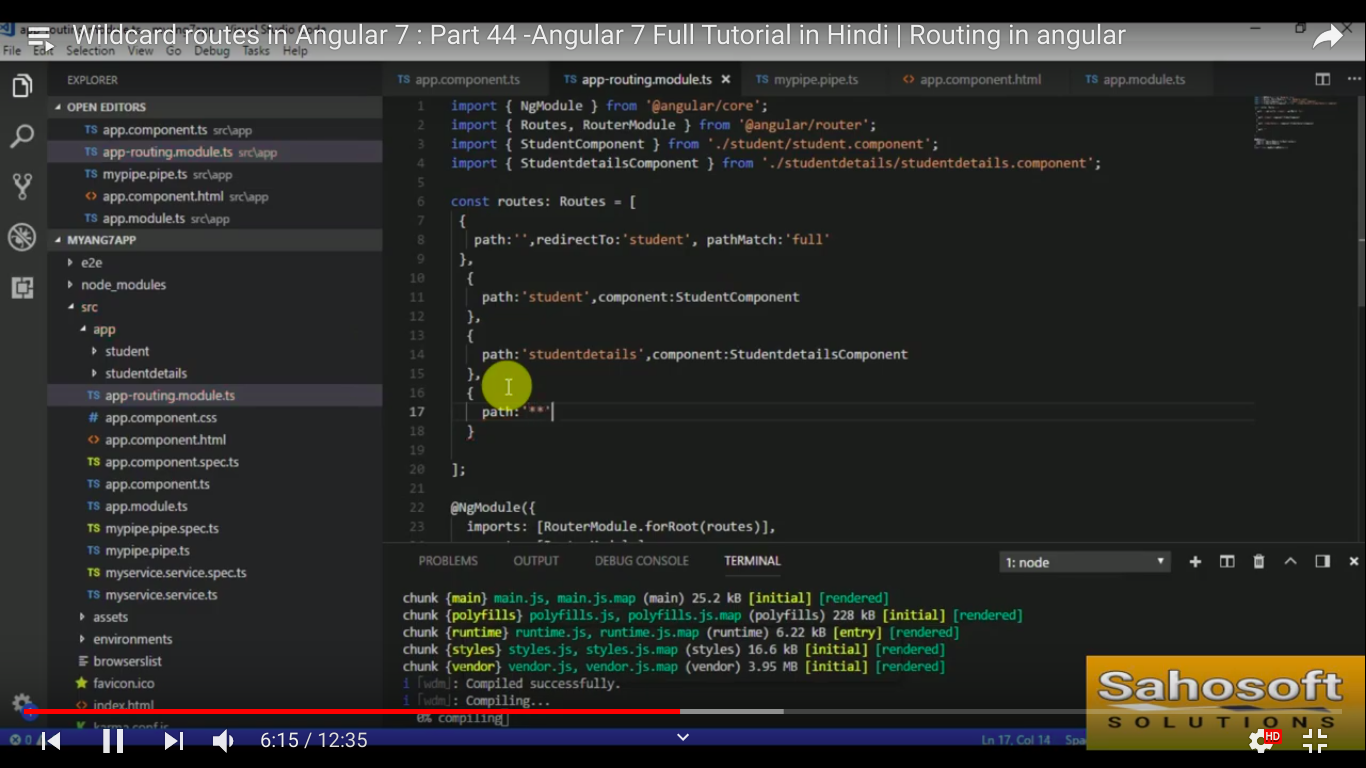 Wildcard routes in Angular 7 : Part 44 -Angular 7 Full Tutorial in Hindi | Routing in angular
File Edit Selection View Go Debug Tasks Help
EXPLORER
OPEN EDITORS
TS app.component.ts src\app
TS app-routing.module.ts src\app
TS mypipe.pipe.ts src\app
<> app.component.html src\app
TS app.module.ts src\app
MYANG7APP
e2e
node_modules
src
app
student
studentdetails
TS app-routing.module.ts
# app.component.css
<> app.component.html
TS app.component.spec.ts
TS app.component.ts
TS app.module.ts
TS mypipe.pipe.spec.ts
TS mypipe.pipe.ts
TS myservice.service.spec.ts
TS myservice.service.ts
assets
environments
browserslist
favicon.ico
<> index.html
karma.conf.js
TS app.component.ts TS app-routing.module.ts × TS mypipe.pipe.ts <> app.component.html TS app.module.ts
1 import { NgModule } from '@angular/core';
2 import { Routes, RouterModule } from '@angular/router';
3 import { StudentComponent } from './student/student.component';
4 import { StudentdetailsComponent } from './studentdetails/studentdetails.component';
5
6 const routes: Routes = [
7 {
8 path:'',redirectTo:'student', pathMatch:'full'
9 },
10 {
11 path:'student',component:StudentComponent
12 },
13 {
14 path:'studentdetails',component:StudentdetailsComponent
15 },
16 {
17 path:'**'
18 }
19
20 ];
21
22 @NgModule({
23 imports: [RouterModule.forRoot(routes)],
PROBLEMS OUTPUT DEBUG CONSOLE TERMINAL 1: node
chunk {main} main.js, main.js.map (main) 25.2 kB [initial] [rendered]
chunk {polyfills} polyfills.js, polyfills.js.map (polyfills) 228 kB [initial] [rendered]
chunk {runtime} runtime.js, runtime.js.map (runtime) 6.22 kB [entry] [rendered]
chunk {styles} styles.js, styles.js.map (styles) 16.6 kB [initial] [rendered]
chunk {vendor} vendor.js, vendor.js.map (vendor) 3.95 MB [initial] [rendered]
i ｢wdm｣: Compiled successfully.
i ｢wdm｣: Compiling...
0% compiling
Sahosoft
SOLUTIONS
6:15 / 12:35
Ln 17, Col 14
HD